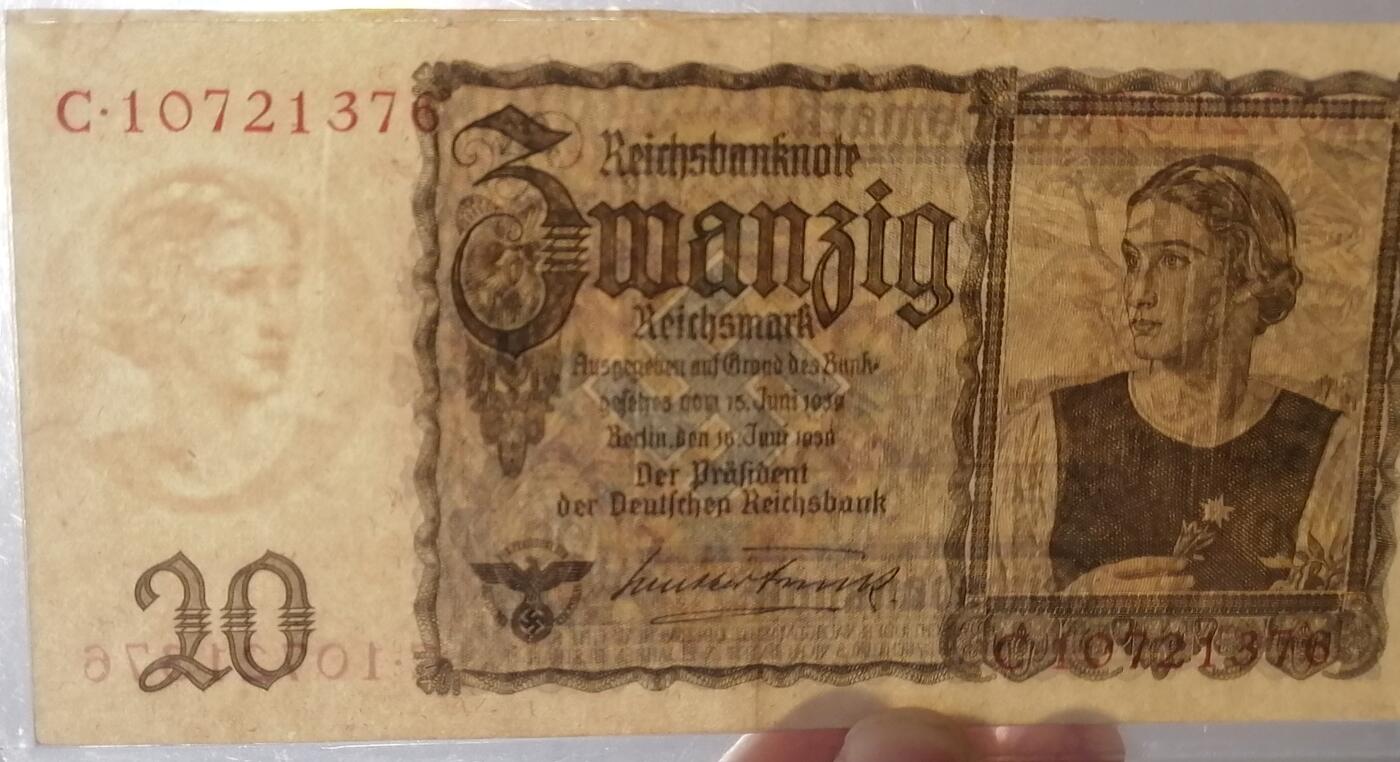 C·10721376
Reichsbanknote
Zwanzig
Reichsmark
Ausgegeben auf Grund des Bank-
gesetzes vom 15. Juni 1939
Berlin, den 16. Juni 1939
Der Präsident
der Deutschen Reichsbank
20
C·10721376